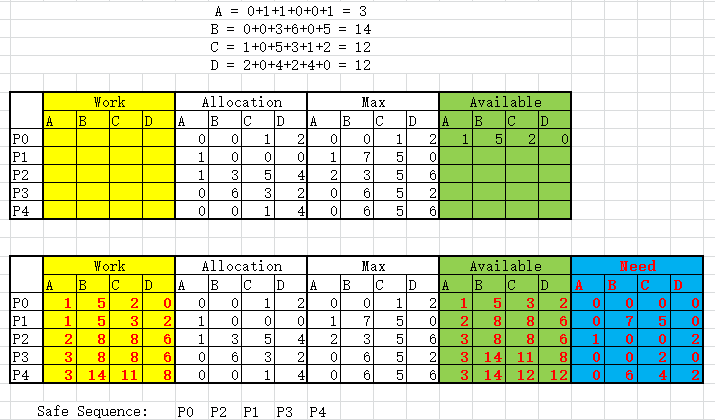 A = 0+1+1+0+0+1 = 3
B = 0+0+3+6+0+5 = 14
C = 1+0+5+3+1+2 = 12
D = 2+0+4+2+4+0 = 12
Work Allocation Max Available
A B C D A B C D A B C D A B C D
P0 0 0 1 2 0 0 1 2 1 5 2 0
P1 1 0 0 0 1 7 5 0
P2 1 3 5 4 2 3 5 6
P3 0 6 3 2 0 6 5 2
P4 0 0 1 4 0 6 5 6
Work Allocation Max Available Need
A B C D A B C D A B C D A B C D A B C D
P0 1 5 2 0 0 0 1 2 0 0 1 2 1 5 3 2 0 0 0 0
P1 1 5 3 2 1 0 0 0 1 7 5 0 2 8 8 6 0 7 5 0
P2 2 8 8 6 1 3 5 4 2 3 5 6 3 8 8 6 1 0 0 2
P3 3 8 8 6 0 6 3 2 0 6 5 2 3 14 11 8 0 0 2 0
P4 3 14 11 8 0 0 1 4 0 6 5 6 3 14 12 12 0 6 4 2
Safe Sequence: P0 P2 P1 P3 P4